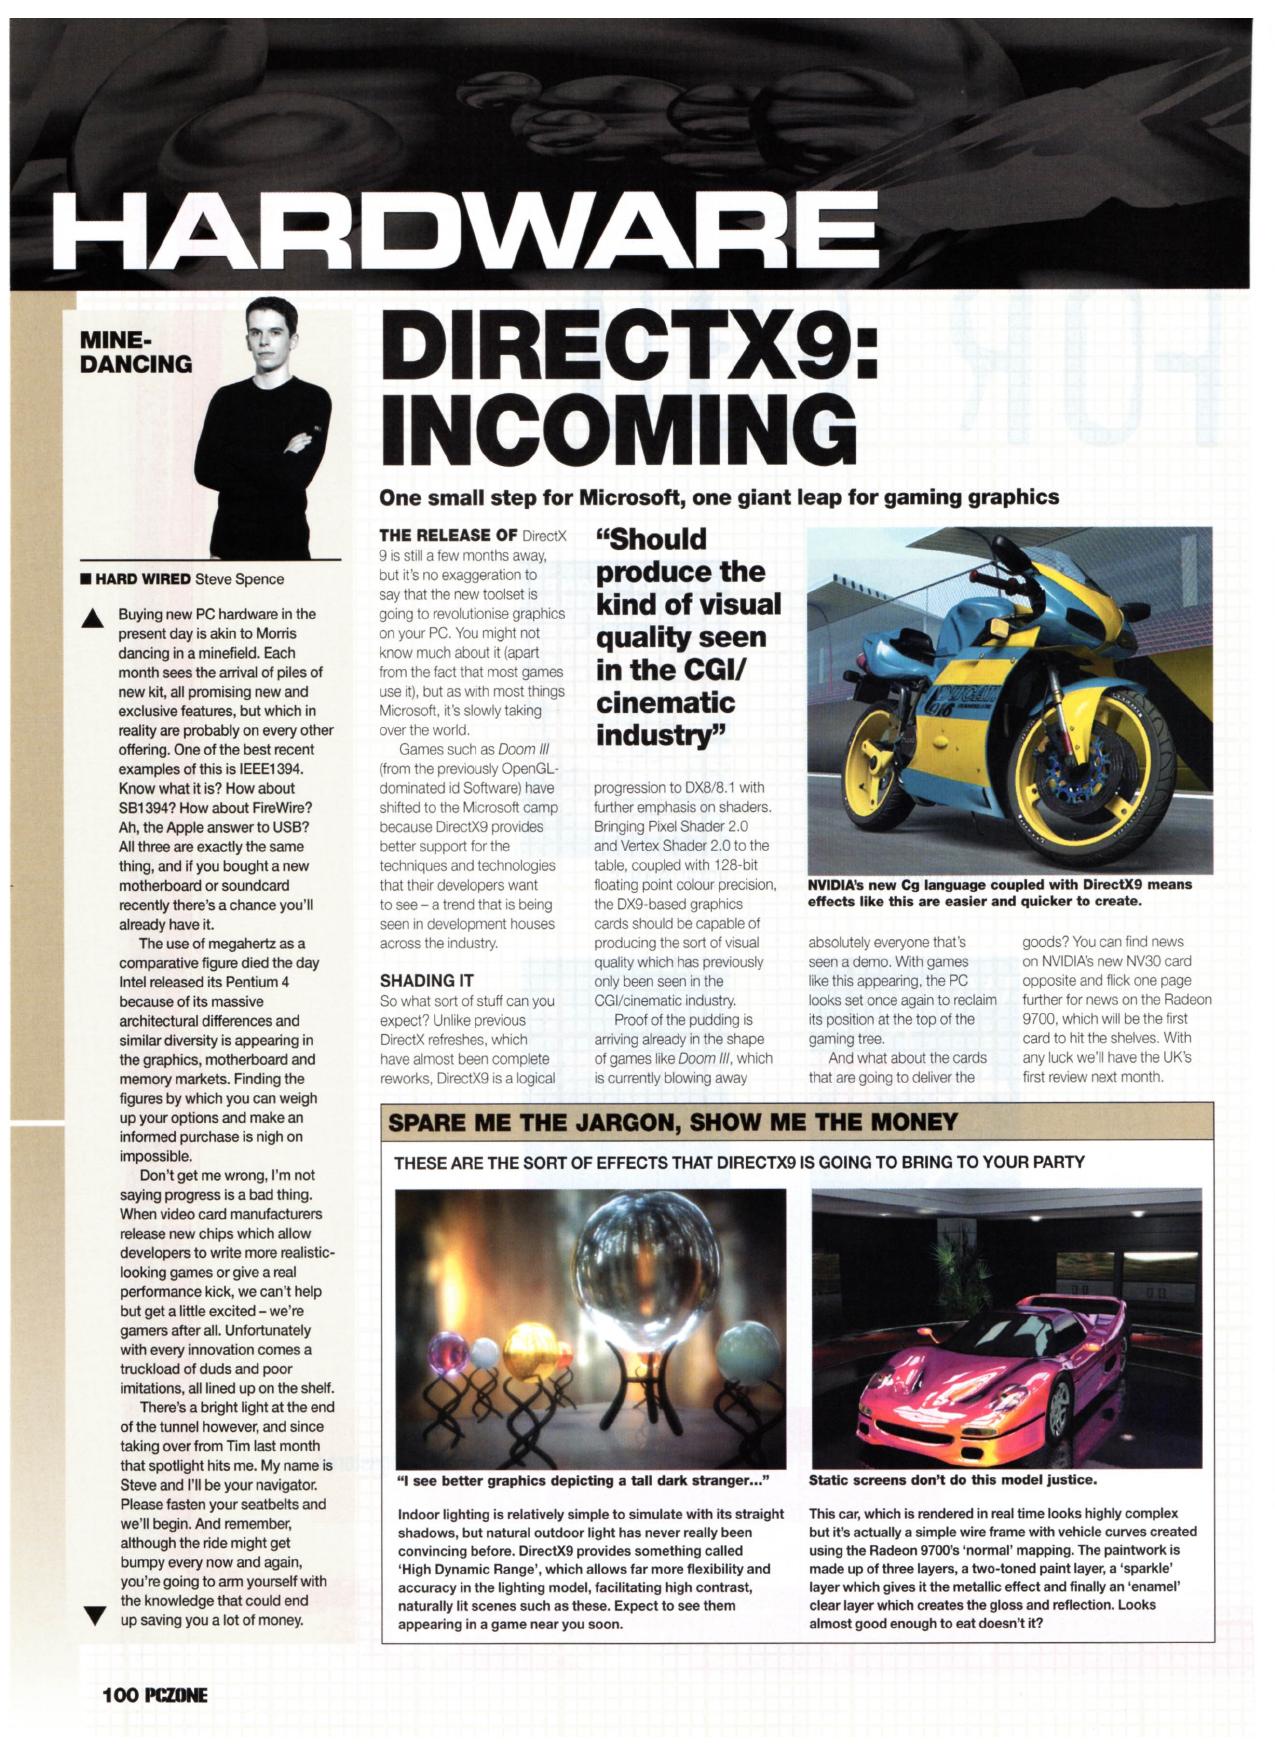 HARDWARE
MINE-
DANCING
■ HARD WIRED Steve Spence
▲ Buying new PC hardware in the
present day is akin to Morris
dancing in a minefield. Each
month sees the arrival of piles of
new kit, all promising new and
exclusive features, but which in
reality are probably on every other
offering. One of the best recent
examples of this is IEEE1394.
Know what it is? How about
SB1394? How about FireWire?
Ah, the Apple answer to USB?
All three are exactly the same
thing, and if you bought a new
motherboard or soundcard
recently there's a chance you'll
already have it.
The use of megahertz as a
comparative figure died the day
Intel released its Pentium 4
because of its massive
architectural differences and
similar diversity is appearing in
the graphics, motherboard and
memory markets. Finding the
figures by which you can weigh
up your options and make an
informed purchase is nigh on
impossible.
Don't get me wrong, I'm not
saying progress is a bad thing.
When video card manufacturers
release new chips which allow
developers to write more realistic-
looking games or give a real
performance kick, we can't help
but get a little excited – we're
gamers after all. Unfortunately
with every innovation comes a
truckload of duds and poor
imitations, all lined up on the shelf.
There's a bright light at the end
of the tunnel however, and since
taking over from Tim last month
that spotlight hits me. My name is
Steve and I'll be your navigator.
Please fasten your seatbelts and
we'll begin. And remember,
although the ride might get
bumpy every now and again,
you're going to arm yourself with
the knowledge that could end
▼ up saving you a lot of money.
DIRECTX9:
INCOMING
One small step for Microsoft, one giant leap for gaming graphics
THE RELEASE OF DirectX
9 is still a few months away,
but it's no exaggeration to
say that the new toolset is
going to revolutionise graphics
on your PC. You might not
know much about it (apart
from the fact that most games
use it), but as with most things
Microsoft, it's slowly taking
over the world.
Games such as Doom III
(from the previously OpenGL-
dominated id Software) have
shifted to the Microsoft camp
because DirectX9 provides
better support for the
techniques and technologies
that their developers want
to see – a trend that is being
seen in development houses
across the industry.
SHADING IT
So what sort of stuff can you
expect? Unlike previous
DirectX refreshes, which
have almost been complete
reworks, DirectX9 is a logical
“Should
produce the
kind of visual
quality seen
in the CGI/
cinematic
industry”
progression to DX8/8.1 with
further emphasis on shaders.
Bringing Pixel Shader 2.0
and Vertex Shader 2.0 to the
table, coupled with 128-bit
floating point colour precision,
the DX9-based graphics
cards should be capable of
producing the sort of visual
quality which has previously
only been seen in the
CGI/cinematic industry.
Proof of the pudding is
arriving already in the shape
of games like Doom III, which
is currently blowing away
NVIDIA's new Cg language coupled with DirectX9 means
effects like this are easier and quicker to create.
absolutely everyone that's
seen a demo. With games
like this appearing, the PC
looks set once again to reclaim
its position at the top of the
gaming tree.
And what about the cards
that are going to deliver the
goods? You can find news
on NVIDIA's new NV30 card
opposite and flick one page
further for news on the Radeon
9700, which will be the first
card to hit the shelves. With
any luck we'll have the UK's
first review next month.
SPARE ME THE JARGON, SHOW ME THE MONEY
THESE ARE THE SORT OF EFFECTS THAT DIRECTX9 IS GOING TO BRING TO YOUR PARTY
“I see better graphics depicting a tall dark stranger...”
Indoor lighting is relatively simple to simulate with its straight
shadows, but natural outdoor light has never really been
convincing before. DirectX9 provides something called
‘High Dynamic Range’, which allows far more flexibility and
accuracy in the lighting model, facilitating high contrast,
naturally lit scenes such as these. Expect to see them
appearing in a game near you soon.
Static screens don't do this model justice.
This car, which is rendered in real time looks highly complex
but it's actually a simple wire frame with vehicle curves created
using the Radeon 9700's ‘normal’ mapping. The paintwork is
made up of three layers, a two-toned paint layer, a ‘sparkle’
layer which gives it the metallic effect and finally an ‘enamel’
clear layer which creates the gloss and reflection. Looks
almost good enough to eat doesn't it?
100 PCZONE